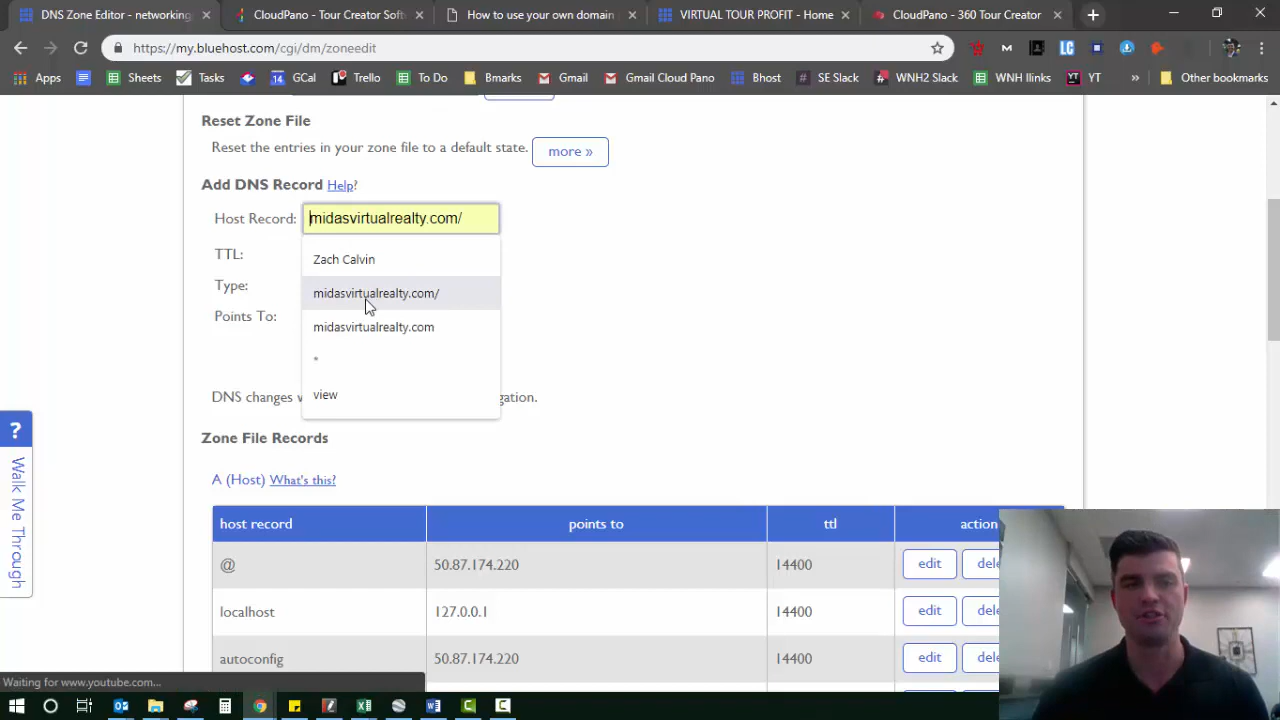 DNS Zone Editor - networking
CloudPano - Tour Creator Soft
How to use your own domain
VIRTUAL TOUR PROFIT - Home
CloudPano - 360 Tour Creator
https://my.bluehost.com/cgi/dm/zoneedit
Apps
Sheets
Tasks
14 GCal
Trello
To Do
Bmarks
Gmail
Gmail Cloud Pano
Bhost
SE Slack
WNH2 Slack
WNH Ilinks
YT YT
»
Other bookmarks
Reset Zone File
Reset the entries in your zone file to a default state. more »
Add DNS Record Help?
Host Record: midasvirtualrealty.com/
Zach Calvin
midasvirtualrealty.com/
midasvirtualrealty.com
*
view
TTL:
Type:
Points To:
DNS changes gation.
Zone File Records
A (Host) What's this?
host record points to ttl action
@ 50.87.174.220 14400 edit dele
localhost 127.0.0.1 14400 edit dele
autoconfig 50.87.174.220 14400 edit dele
? Walk Me Through
Waiting for www.youtube.com...